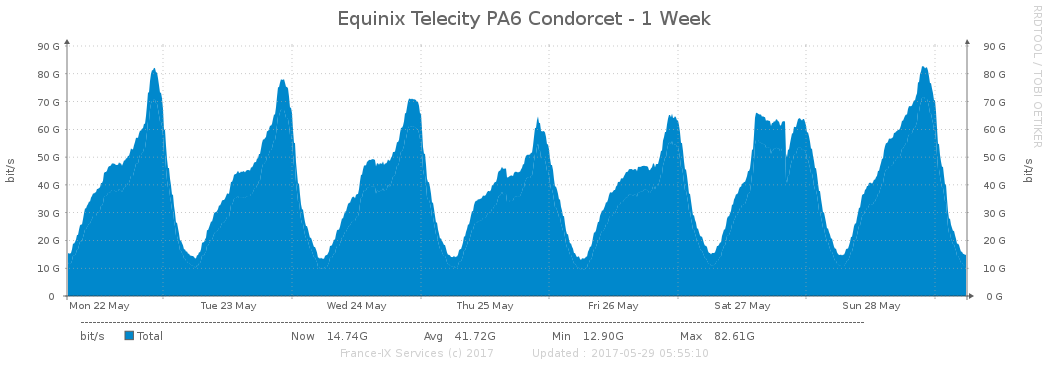 Equinix Telecity PA6 Condorcet - 1 Week
RRDTOOL / TOBI OETIKER
90 G 90 G
80 G 80 G
70 G 70 G
60 G 60 G
50 G 50 G
40 G 40 G
30 G 30 G
20 G 20 G
10 G 10 G
0 0 G
bit/s bit/s
Mon 22 May Tue 23 May Wed 24 May Thu 25 May Fri 26 May Sat 27 May Sun 28 May
bit/s Total Now 14.74G Avg 41.72G Min 12.90G Max 82.61G
France-IX Services (c) 2017 Updated : 2017-05-29 05:55:10